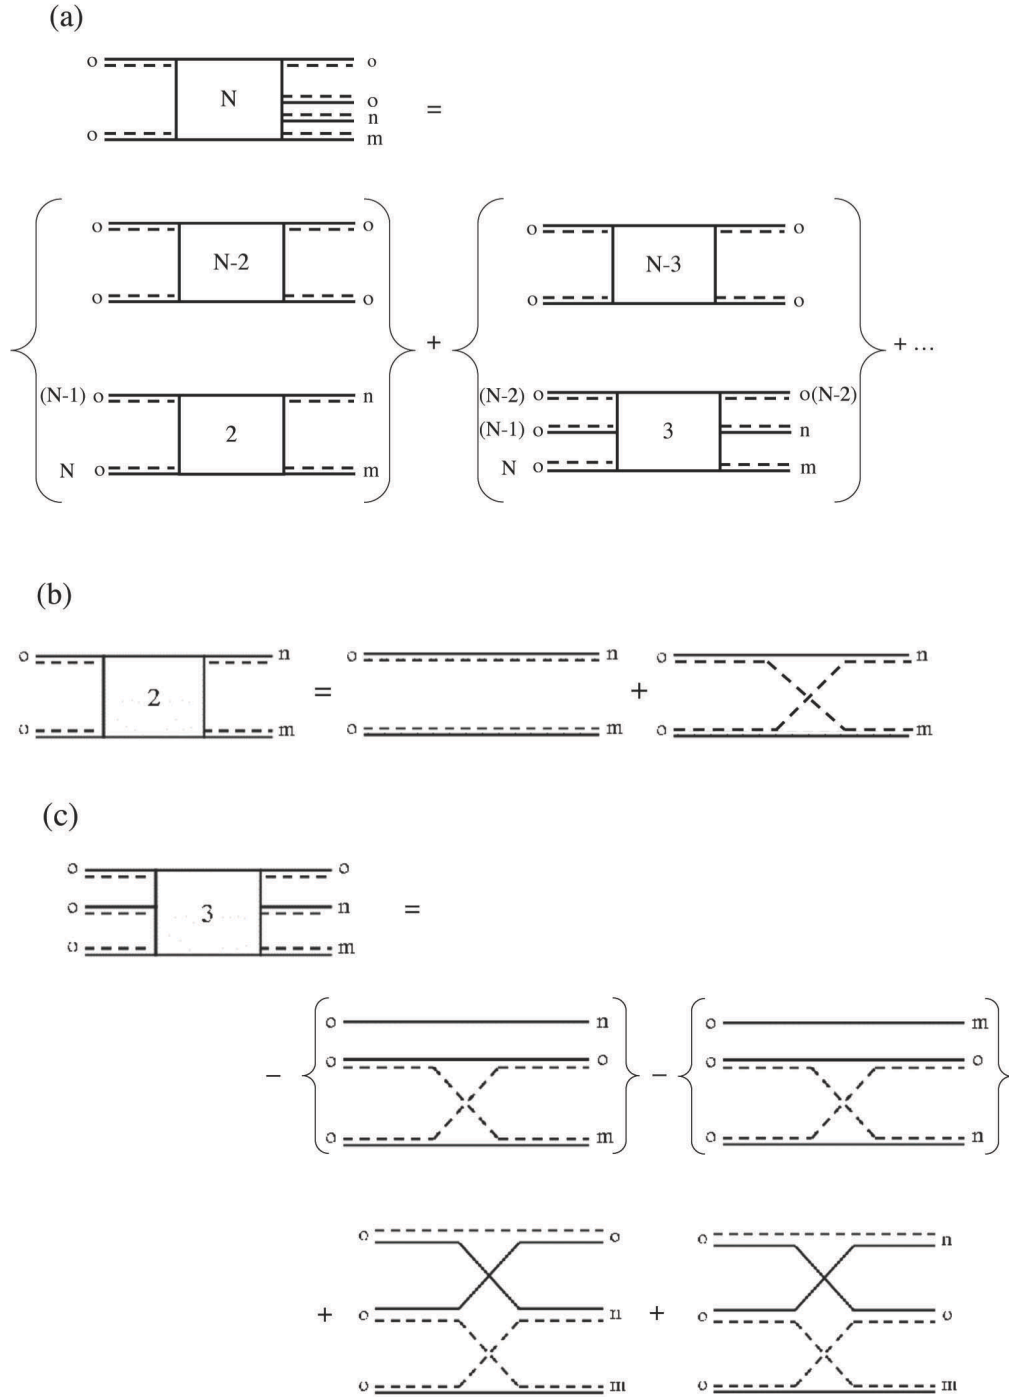 (a)
o o
N o =
n
o m
o o o o
N-2 N-3
o o o o
+ + ...
(N-1) o n (N-2) o o(N-2)
2 (N-1) o 3 n
N o m N o m
(b)
o n o n o n
2 = +
o m o m o m
(c)
o o
o 3 n =
o m
o n o m
- o o - o o
o m o n
o o o n
+ o n + o o
o m o m